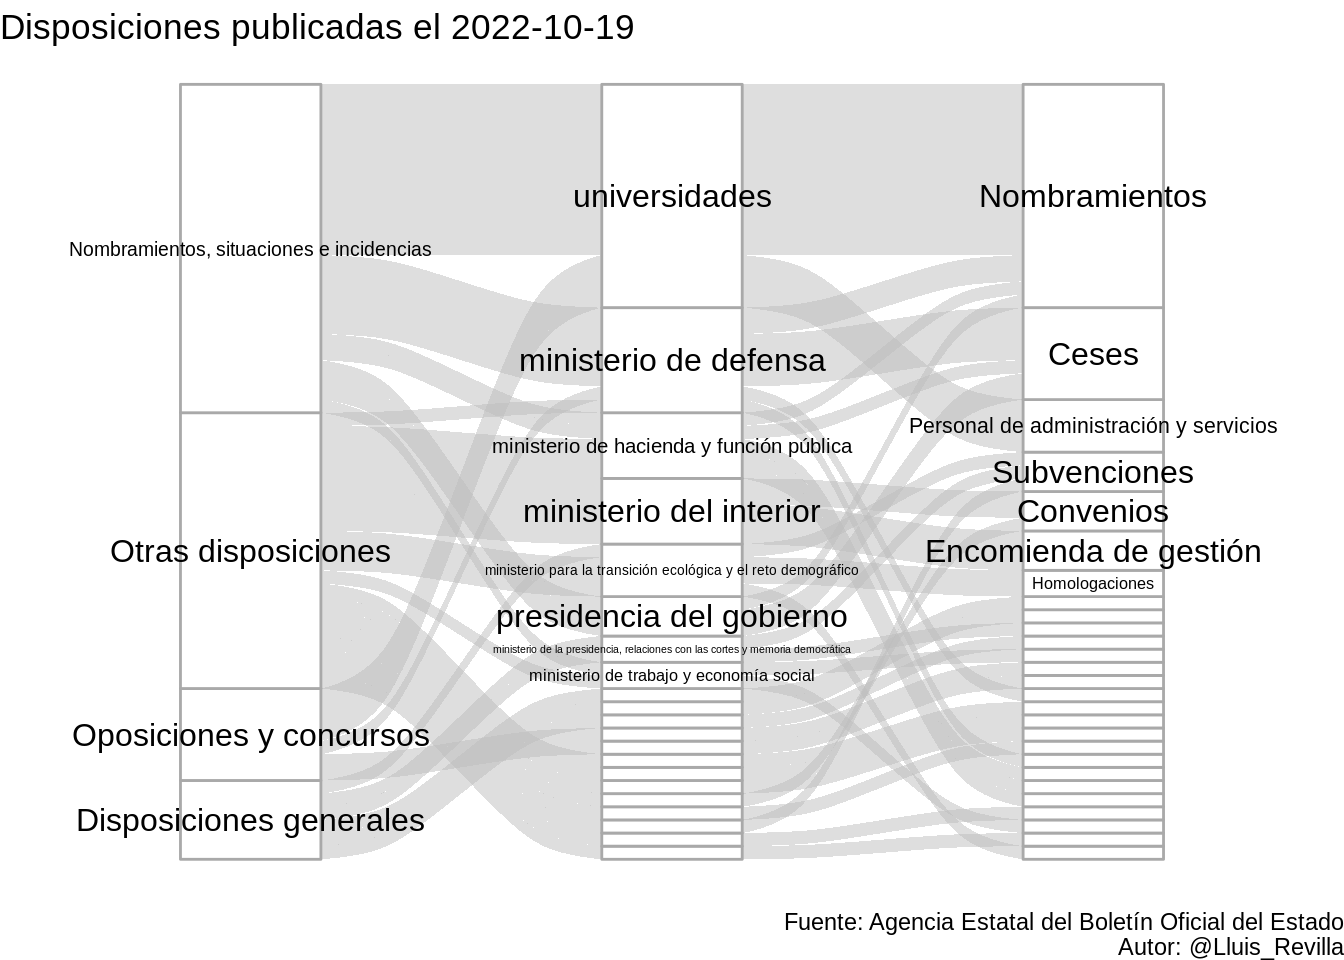 Disposiciones publicadas el 2022-10-19
Nombramientos, situaciones e incidencias
Otras disposiciones
Oposiciones y concursos
Disposiciones generales
universidades
ministerio de defensa
ministerio de hacienda y función pública
ministerio del interior
ministerio para la transición ecológica y el reto demográfico
presidencia del gobierno
ministerio de la presidencia, relaciones con las cortes y memoria democrática
ministerio de trabajo y economía social
Nombramientos
Ceses
Personal de administración y servicios
Subvenciones
Convenios
Encomienda de gestión
Homologaciones
Fuente: Agencia Estatal del Boletín Oficial del Estado
Autor: @Lluis_Revilla